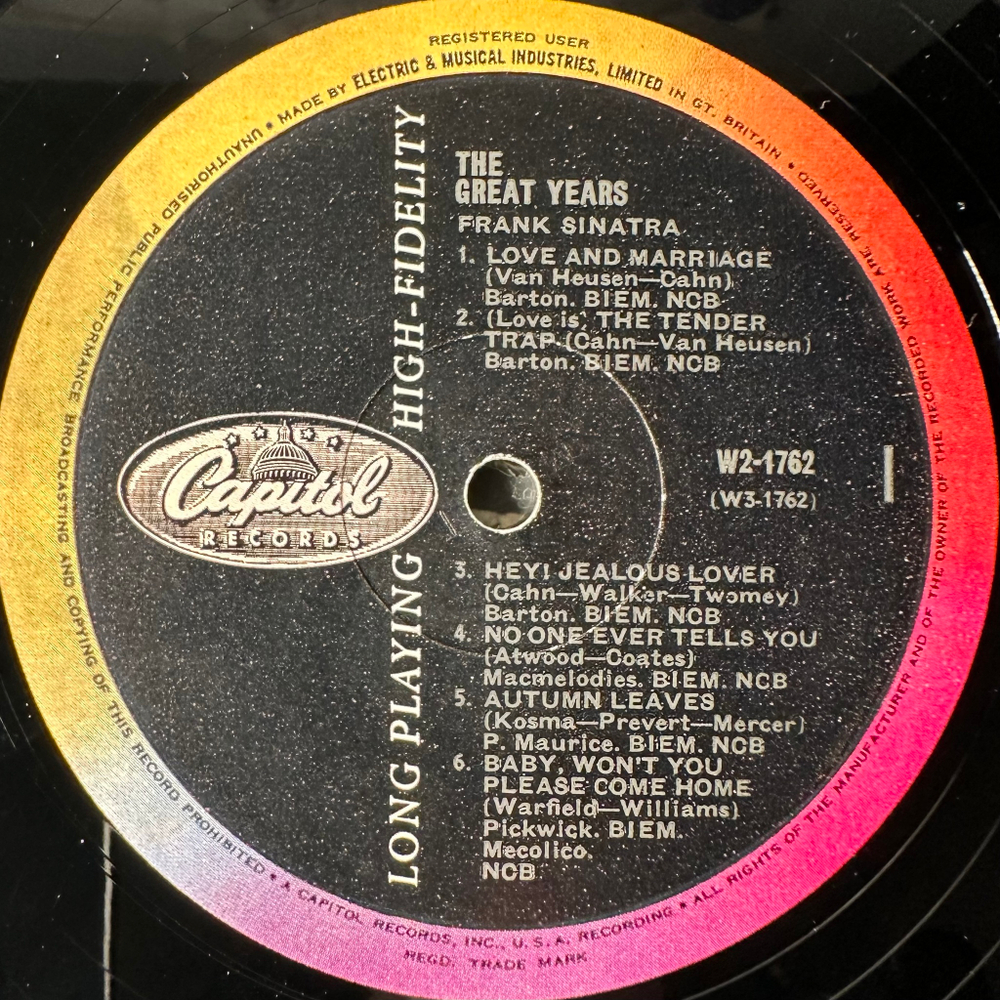 REGISTERED USER
UNAUTHORISED PUBLIC PERFORMANCE BROADCASTING AND COPYING OF THIS RECORD PROHIBITED • A CAPITOL RECORDS, INC., U.S.A. RECORDING • ALL RIGHTS OF THE MANUFACTURER AND OF THE OWNER OF THE RECORDED WORK ARE RESERVED •
• MADE BY ELECTRIC & MUSICAL INDUSTRIES, LIMITED IN GT. BRITAIN •
REGD. TRADE MARK
LONG PLAYING HIGH-FIDELITY
Capitol
RECORDS
THE
GREAT YEARS
FRANK SINATRA
1. LOVE AND MARRIAGE
(Van Heusen—Cahn)
Barton. BIEM. NCB
2. (Love is, THE TENDER
TRAP (Cahn—Van Heusen)
Barton. BIEM. NCB
W2-1762
(W3-1762)
3. HEY! JEALOUS LOVER
(Cahn—Walker—Twomey)
Barton. BIEM. NCB
4. NO ONE EVER TELLS YOU
(Atwood—Coates)
Macmelodies. BIEM. NCB
5. AUTUMN LEAVES
(Kosma—Prevert—Mercer)
P. Maurice. BIEM. NCB
6. BABY, WON'T YOU
PLEASE COME HOME
(Warfield—Williams)
Pickwick. BIEM.
Mecolico.
NCB